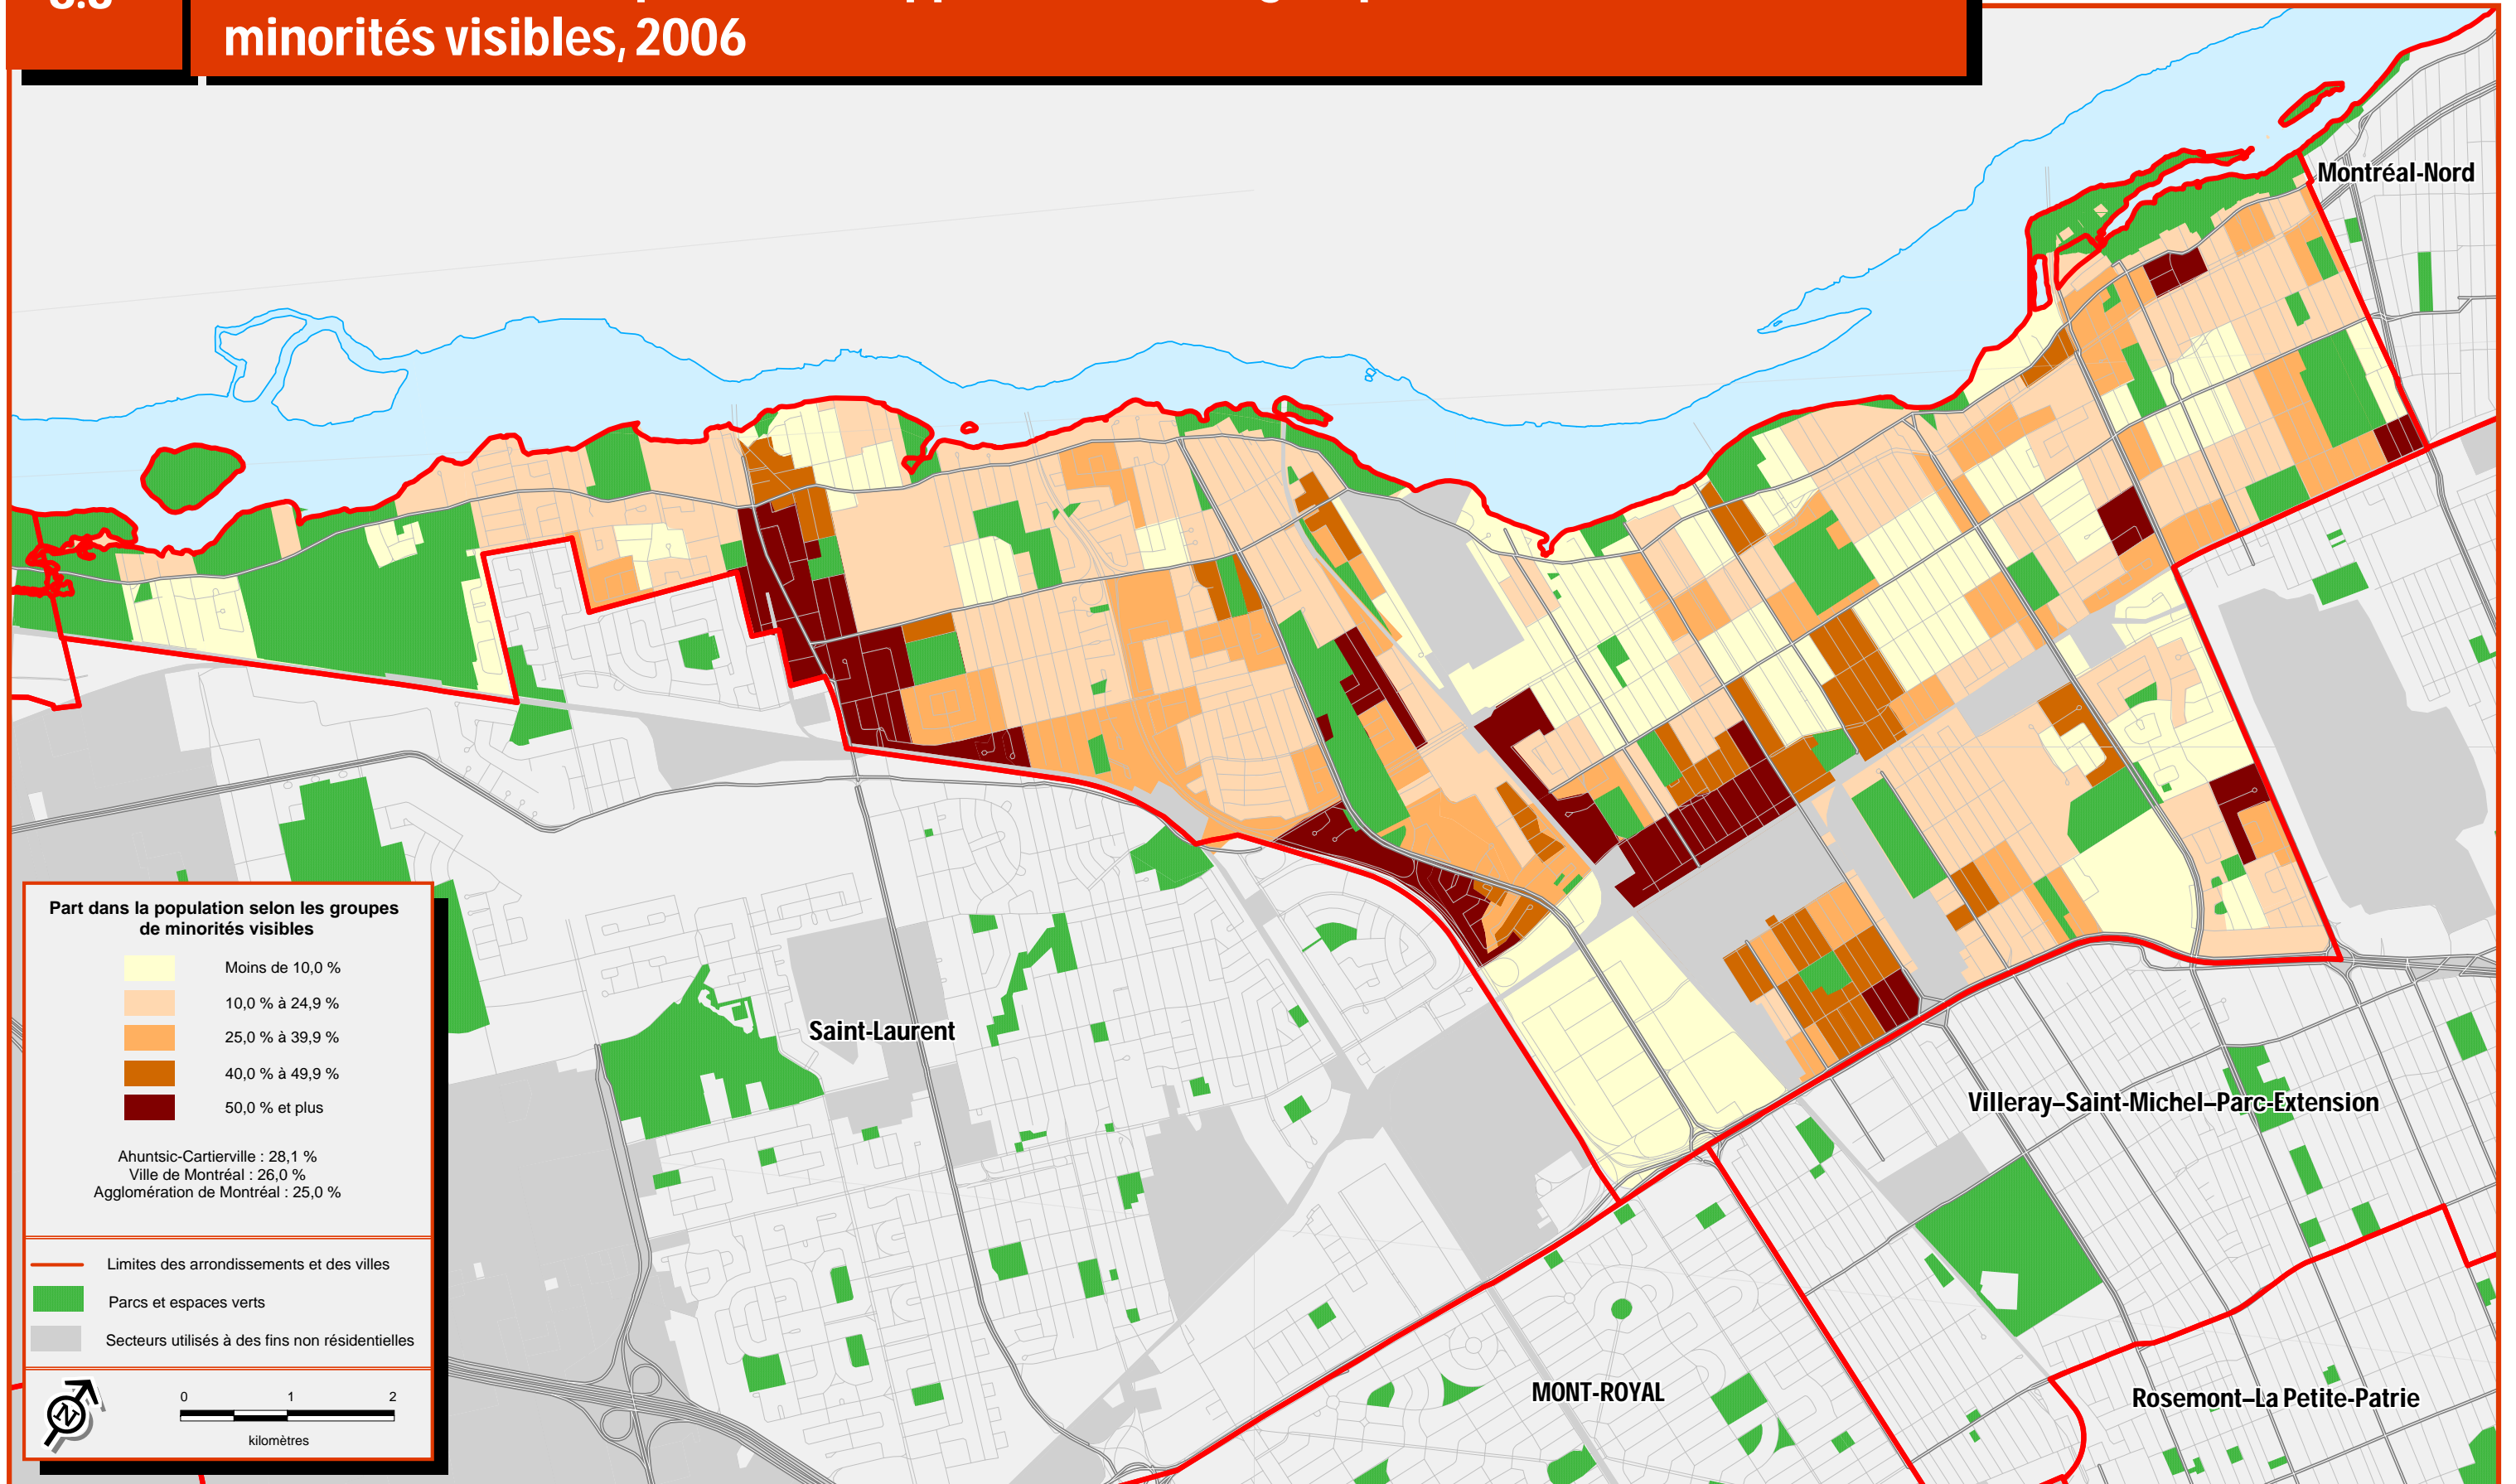 minorités visibles, 2006
Montréal-Nord
Saint-Laurent
Villeray–Saint-Michel–Parc-Extension
MONT-ROYAL
Rosemont–La Petite-Patrie
Part dans la population selon les groupes
de minorités visibles
Moins de 10,0 %
10,0 % à 24,9 %
25,0 % à 39,9 %
40,0 % à 49,9 %
50,0 % et plus
Ahuntsic-Cartierville : 28,1 %
Ville de Montréal : 26,0 %
Agglomération de Montréal : 25,0 %
Limites des arrondissements et des villes
Parcs et espaces verts
Secteurs utilisés à des fins non résidentielles
N
0 1 2
kilomètres